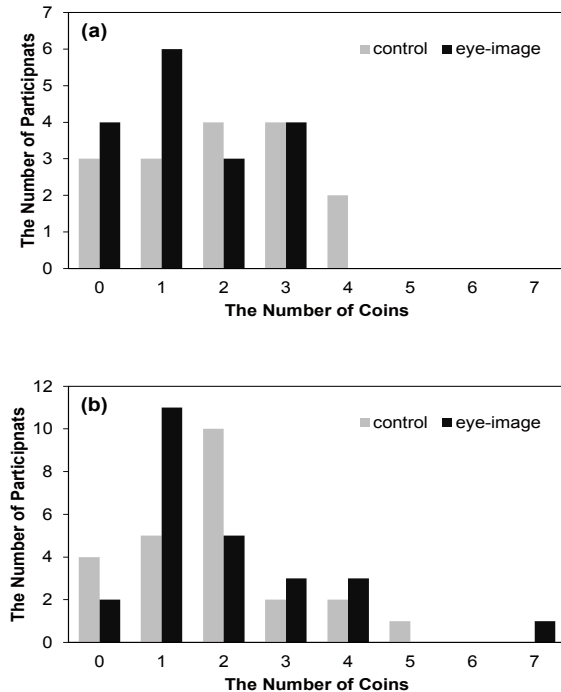 (a)
control eye-image
7
6
5
4
3
2
1
0
The Number of Participnats
0 1 2 3 4 5 6 7
The Number of Coins
(b)
control eye-image
12
10
8
6
4
2
0
The Number of Participnats
0 1 2 3 4 5 6 7
The Number of Coins